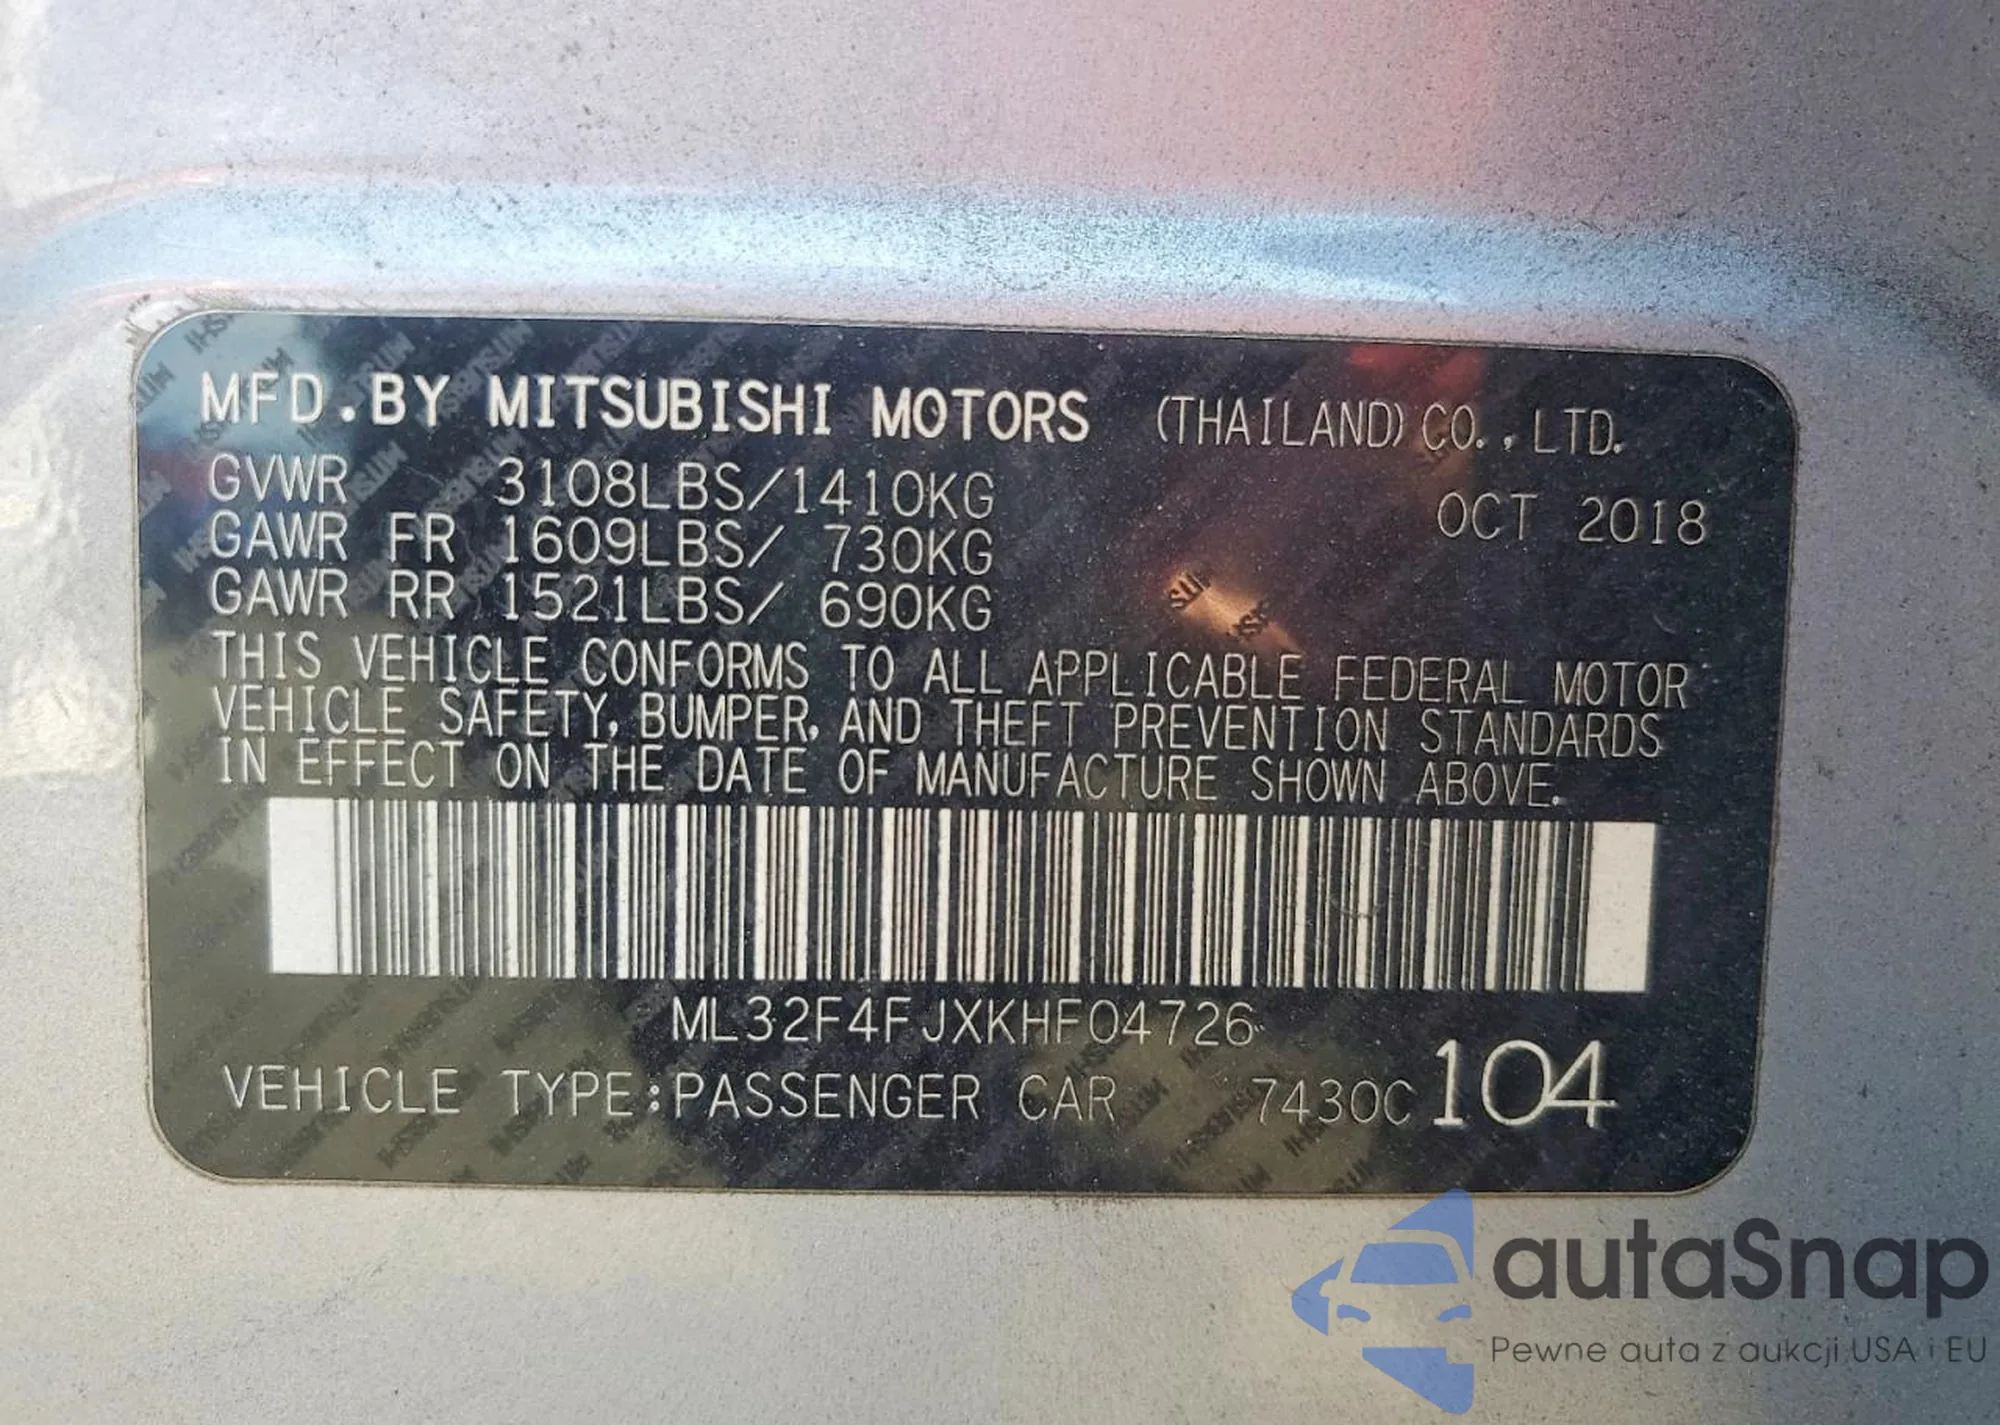 MFD.BY MITSUBISHI MOTORS (THAILAND) CO., LTD.
GVWR 3108LBS/1410KG OCT 2018
GAWR FR 1609LBS/ 730KG
GAWR RR 1521LBS/ 690KG
THIS VEHICLE CONFORMS TO ALL APPLICABLE FEDERAL MOTOR
VEHICLE SAFETY, BUMPER, AND THEFT PREVENTION STANDARDS
IN EFFECT ON THE DATE OF MANUFACTURE SHOWN ABOVE.
ML32F4FJXKHF04726
VEHICLE TYPE:PASSENGER CAR 7430C 104
autaSnap
Pewne auta z aukcji USA i EU